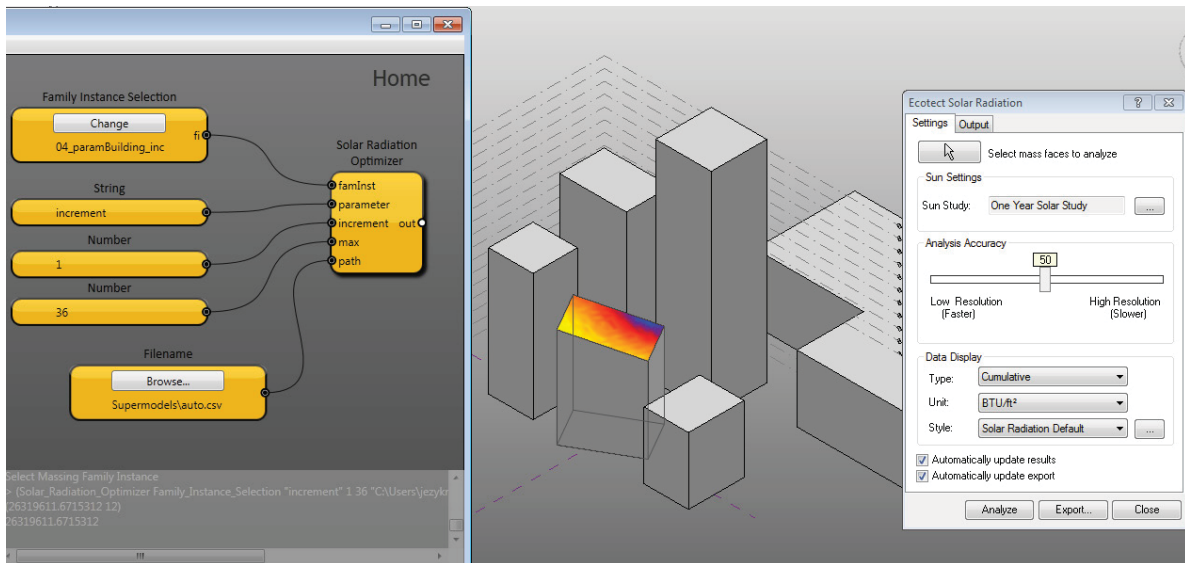 Home
Family Instance Selection
Change
fi
04_paramBuilding_inc
String
increment
Number
1
Number
36
Filename
Browse...
Supermodels\auto.csv
Solar Radiation
Optimizer
famInst
parameter
increment out
max
path
Select Massing Family Instance
> (Solar_Radiation_Optimizer Family_Instance_Selection "increment" 1 36 "C:\Users\jezykr
(26319611.6715312 12)
26319611.6715312
Ecotect Solar Radiation
Settings Output
Select mass faces to analyze
Sun Settings
Sun Study: One Year Solar Study ...
Analysis Accuracy
50
Low Resolution High Resolution
(Faster) (Slower)
Data Display
Type: Cumulative
Unit: BTU/ft²
Style: Solar Radiation Default ...
Automatically update results
Automatically update export
Analyze Export... Close